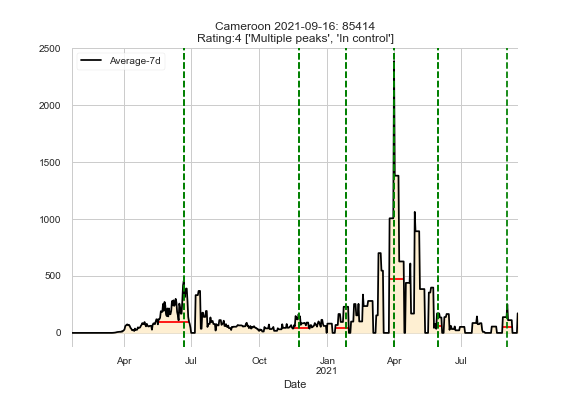 Cameroon 2021-09-16: 85414
Rating:4 ['Multiple peaks', 'In control']
Average-7d
2500
2000
1500
1000
500
0
Apr
Jul
Oct
Jan
2021
Apr
Jul
Date